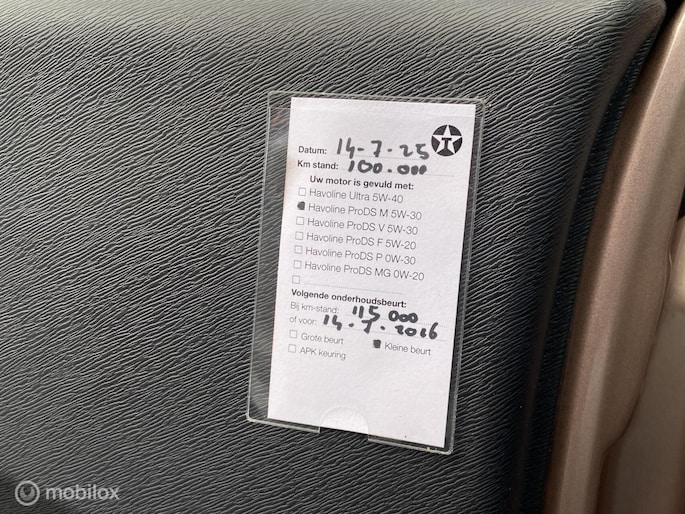 Datum: 14-7-25
Km stand: 100.000
Uw motor is gevuld met:
Havoline Ultra 5W-40
Havoline ProDS M 5W-30
Havoline ProDS V 5W-30
Havoline ProDS F 5W-20
Havoline ProDS P 0W-30
Havoline ProDS MG 0W-20
Volgende onderhoudsbeurt:
Bij km-stand: 115 000
of voor: 14-7-2016
Grote beurt Kleine beurt
APK keuring
mobilox